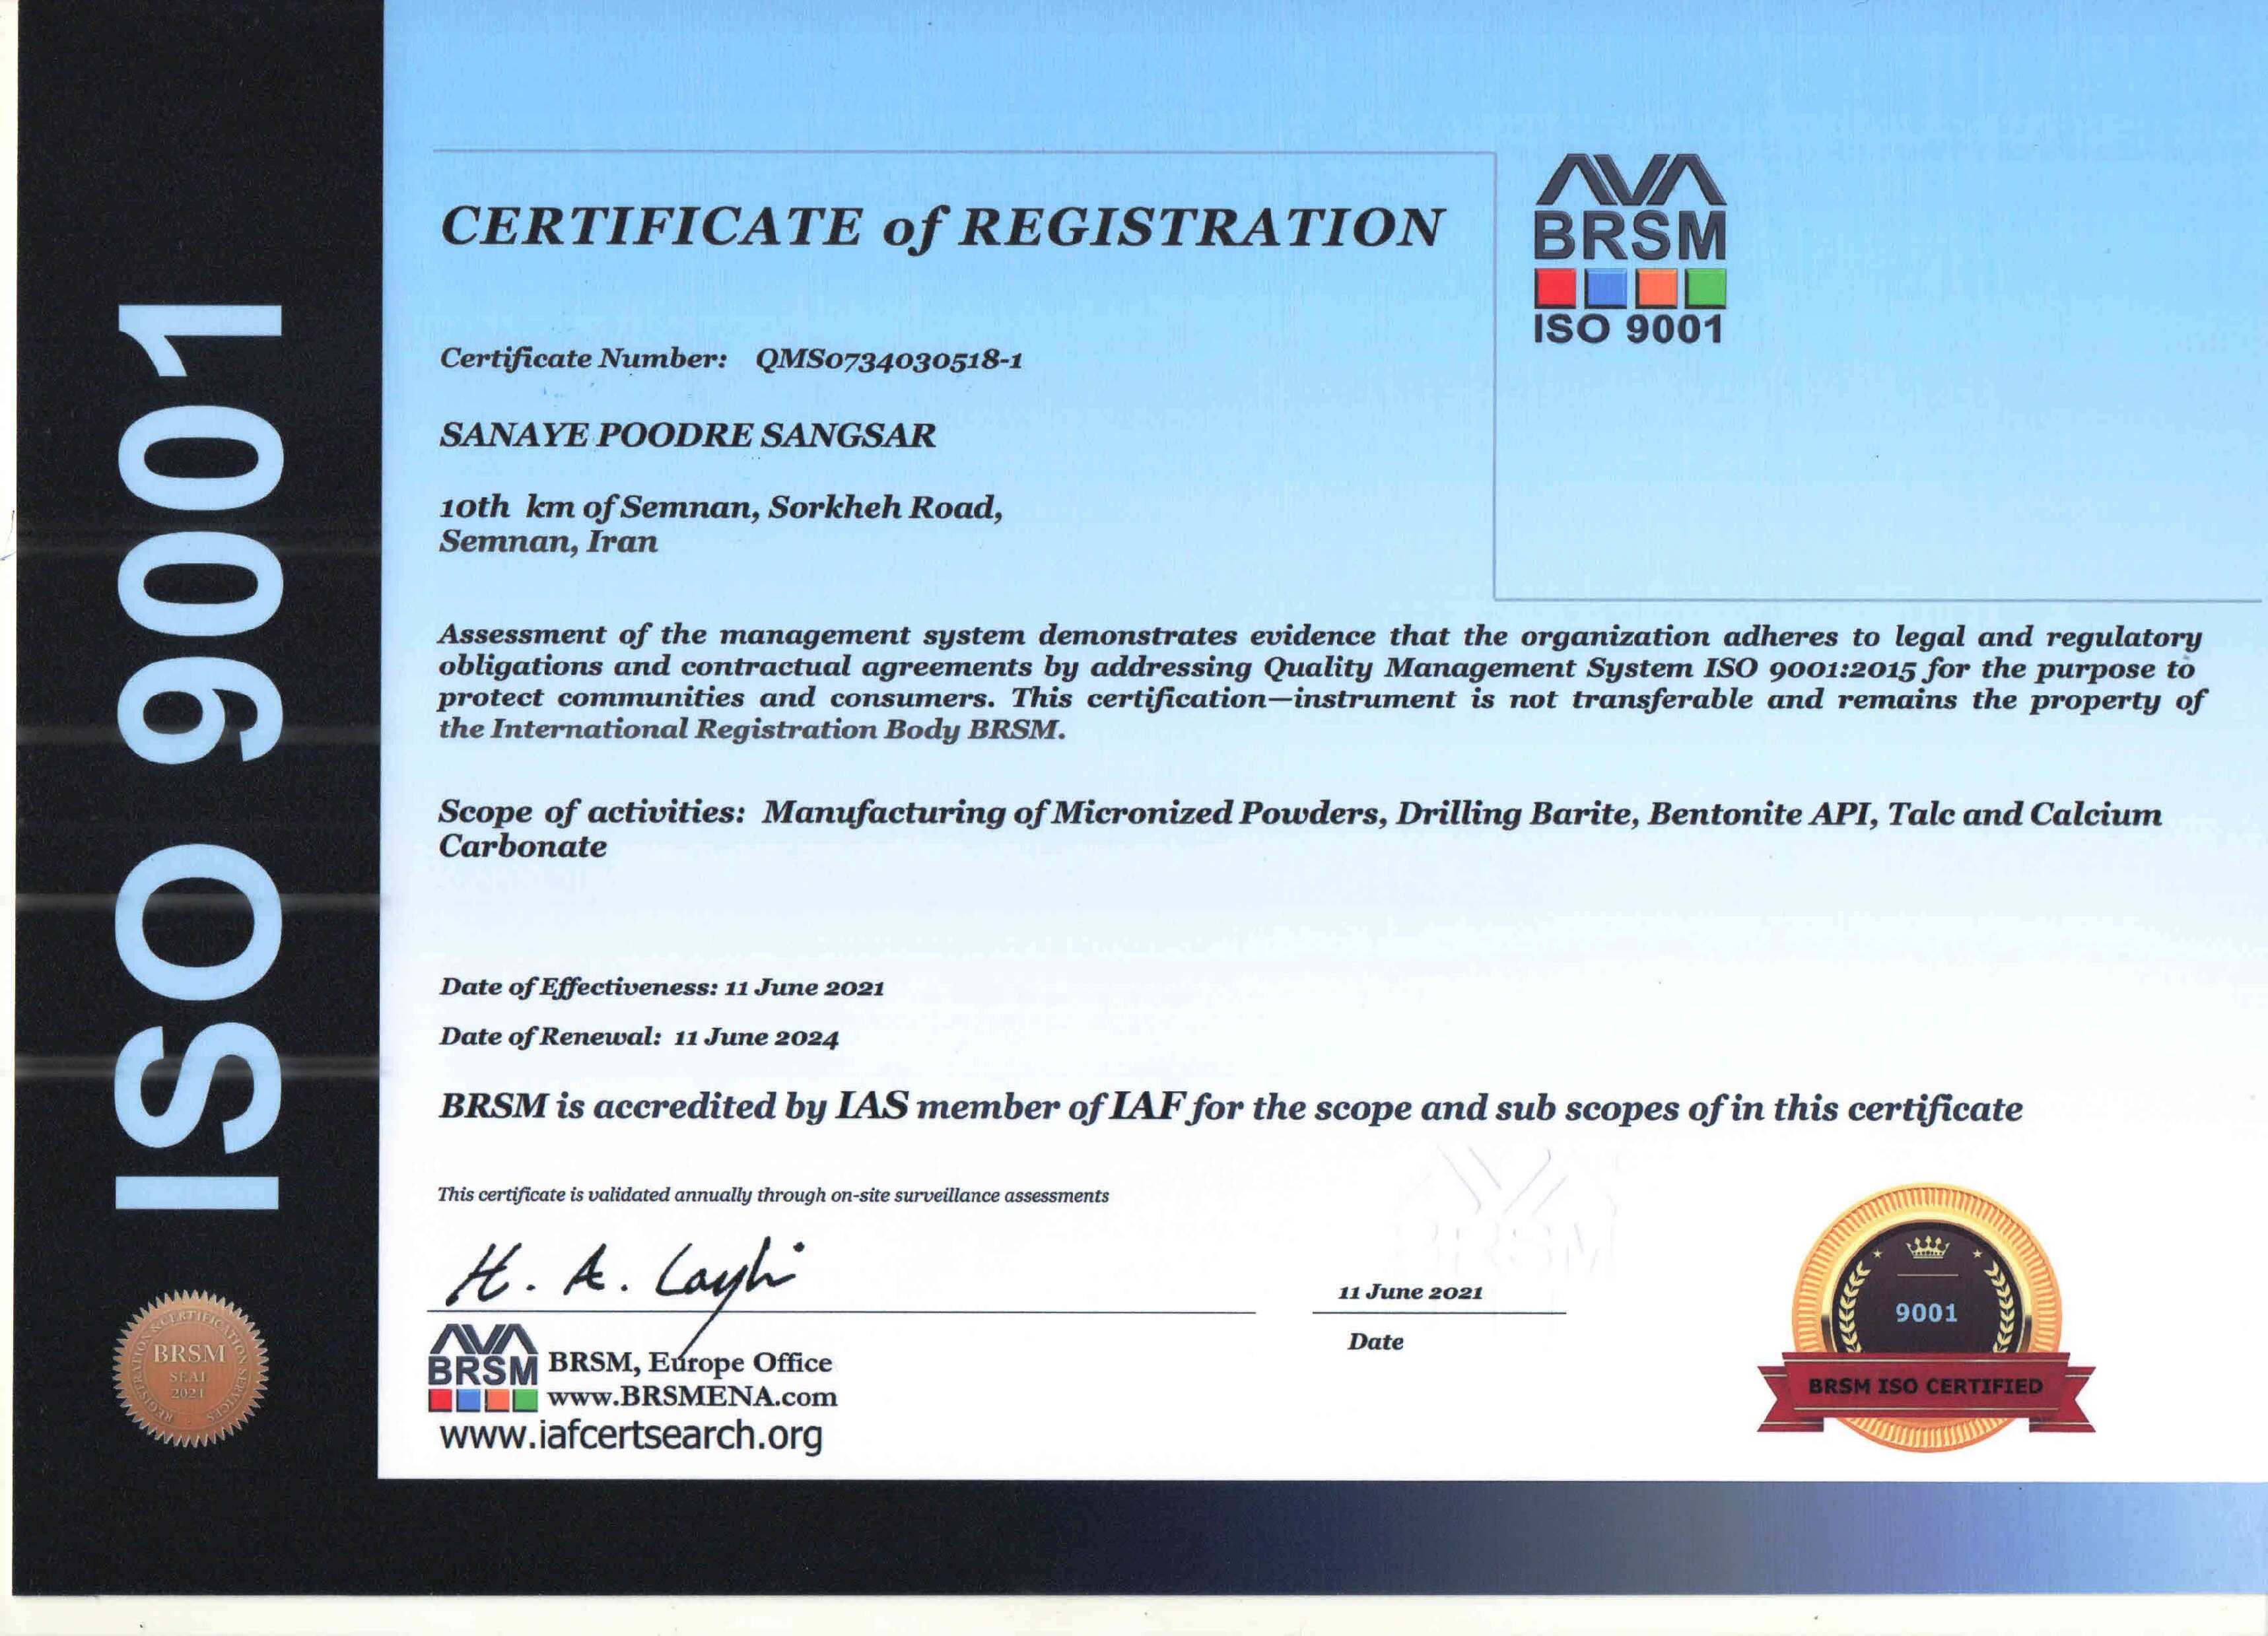 ISO 9001
CERTIFICATE of REGISTRATION
BRSM
ISO 9001
Certificate Number: QMS0734030518-1
SANAYE POODRE SANGSAR
10th km of Semnan, Sorkheh Road,
Semnan, Iran
Assessment of the management system demonstrates evidence that the organization adheres to legal and regulatory
obligations and contractual agreements by addressing Quality Management System ISO 9001:2015 for the purpose to
protect communities and consumers. This certification—instrument is not transferable and remains the property of
the International Registration Body BRSM.
Scope of activities: Manufacturing of Micronized Powders, Drilling Barite, Bentonite API, Talc and Calcium
Carbonate
Date of Effectiveness: 11 June 2021
Date of Renewal: 11 June 2024
BRSM is accredited by IAS member of IAF for the scope and sub scopes of in this certificate
This certificate is validated annually through on-site surveillance assessments
H. A.
11 June 2021
Date
BRSM
BRSM, Europe Office
www.BRSMENA.com
www.iafcertsearch.org
9001
BRSM ISO CERTIFIED
REGISTRATION & CERTIFICATION SERVICES
BRSM
SEAL
2021
BRSM